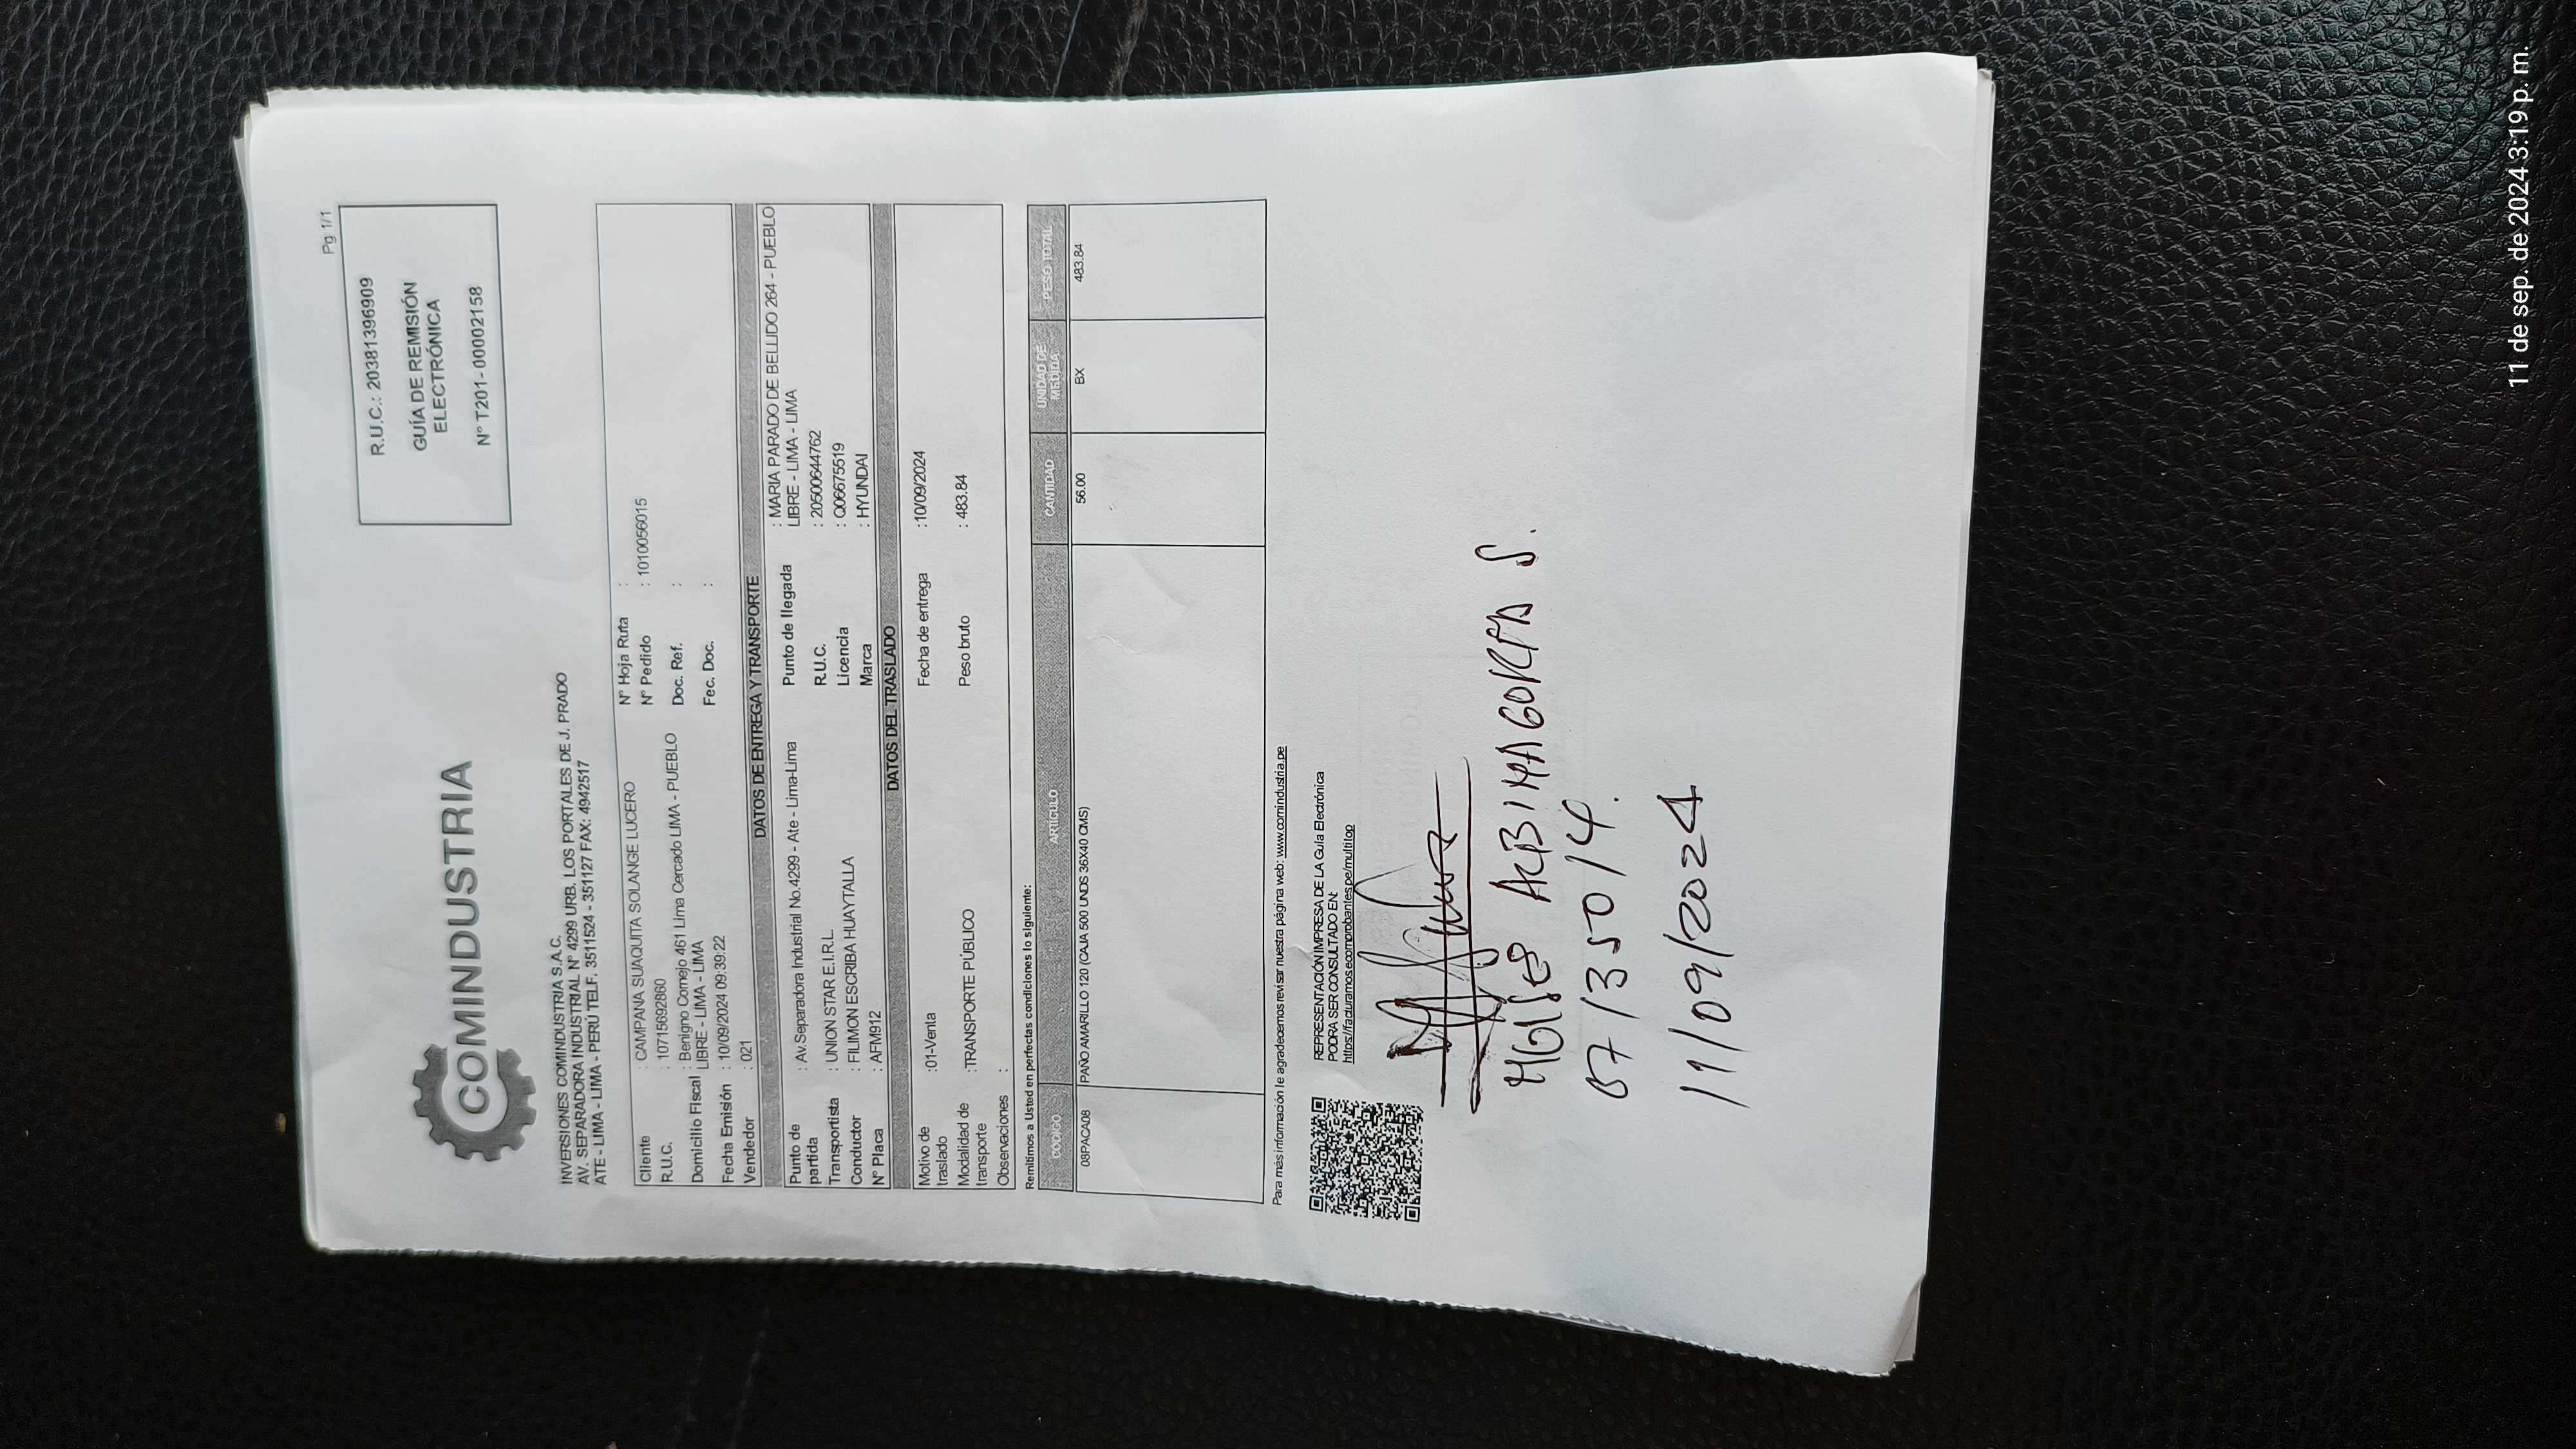 Pg 1/1
COMINDUSTRIA
R.U.C.: 20381396909
GUÍA DE REMISIÓN
ELECTRÓNICA
N° T201- 00002158
INVERSIONES COMINDUSTRIA S.A.C.
AV. SEPARADORA INDUSTRIAL N° 4299 URB. LOS PORTALES DE J. PRADO
ATE - LIMA - LIMA - PERÚ TELF. 3511524 - 351127 FAX: 4942517
Cliente : CAMPANA SUAQUITA SOLANGE LUCERO N° Hoja Ruta :
R.U.C. : 10715692860 N° Pedido : 1010056015
Domicilio Fiscal : Benigno Cornejo 461 Lima Cercado LIMA - PUEBLO LIBRE - LIMA - LIMA Doc. Ref. :
Fecha Emisión : 10/09/2024 09:39:22 Fec. Doc. :
Vendedor : 021
DATOS DE ENTREGA Y TRANSPORTE
Punto de partida : Av.Separadora Industrial No.4299 - Ate - Lima-Lima Punto de llegada : MARIA PARADO DE BELLIDO 264 - PUEBLO LIBRE - LIMA - LIMA
Transportista : UNION STAR E.I.R.L. R.U.C. : 20500644762
Conductor : FILIMON ESCRIBA HUAYTALLA Licencia : Q06675519
N° Placa : AFM912 Marca : HYUNDAI
DATOS DEL TRASLADO
Motivo de traslado :01-Venta Fecha de entrega :10/09/2024
Modalidad de transporte :TRANSPORTE PÚBLICO Peso bruto : 483.84
Observaciones :
Remitimos a Usted en perfectas condiciones lo siguiente:
CODIGO ARTICULO CANTIDAD UNIDAD DE MEDIDA PESO TOTAL
08PACA08 PAÑO AMARILLO 120 (CAJA 500 UNDS 36X40 CMS) 56.00 BX 483.84
Para más información le agradecemos revisar nuestra página web: www.comindustria.pe
REPRESENTACIÓN IMPRESA DE LA Guía Electrónica
PODRA SER CONSULTADO EN:
https://facturamos.ecomprobantes.pe/multitop
S.
07135014.
11/09/2024
11 de sep. de 2024 3:19 p. m.